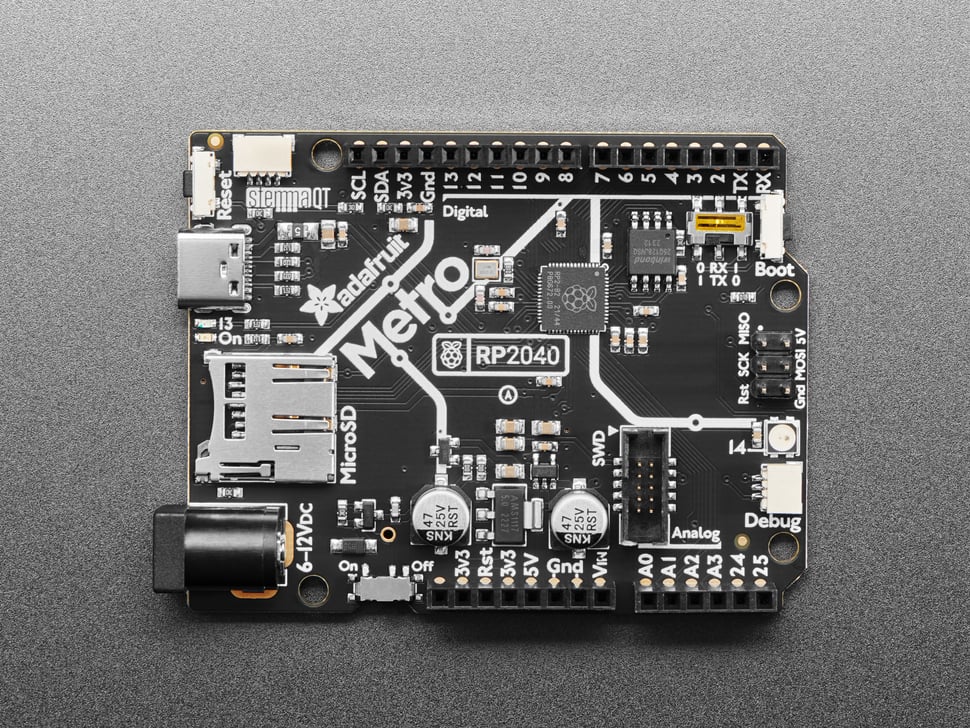 SCL
SDA
3v3
Gnd
13
12
11
10
9
8
7
6
5
4
3
2
TX
RX
Reset
STEMMA QT
Digital
adafruit
Metro
winbond
0 RX 1
1 TX 0
Boot
13
On
RP2040
Rst SCK MISO
Gnd MOSI 5V
MicroSD
SWD
14
Debug
6-12VDC
47
25V
RST
KNS
47
25V
RST
KNS
Analog
On
Off
3v3
Rst
3v3
5V
Gnd
Vin
A0
A1
A2
A3
24
25